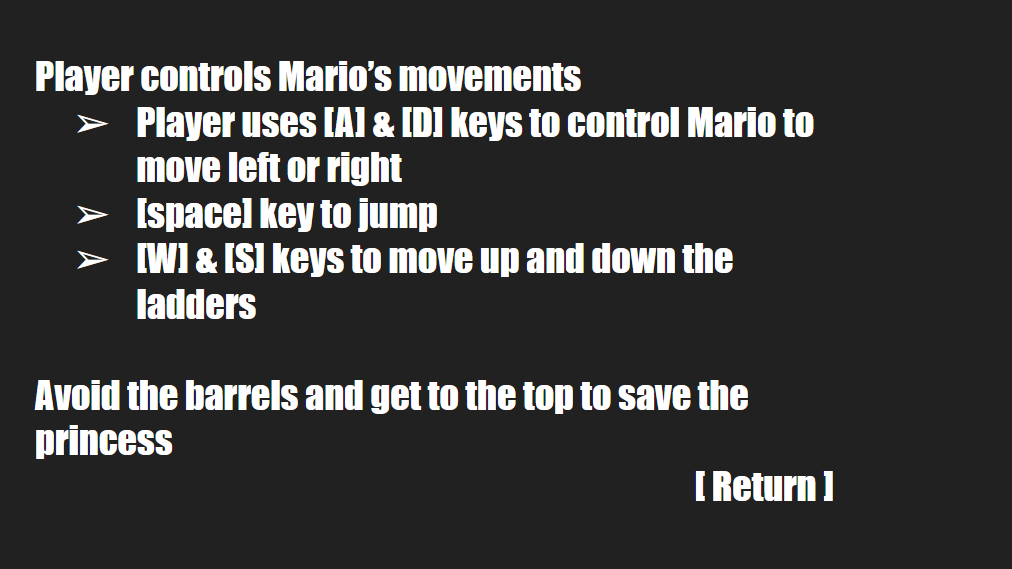 Player controls Mario’s movements
➢ Player uses [A] & [D] keys to control Mario to
move left or right
➢ [space] key to jump
➢ [W] & [S] keys to move up and down the
ladders
Avoid the barrels and get to the top to save the
princess
[ Return ]